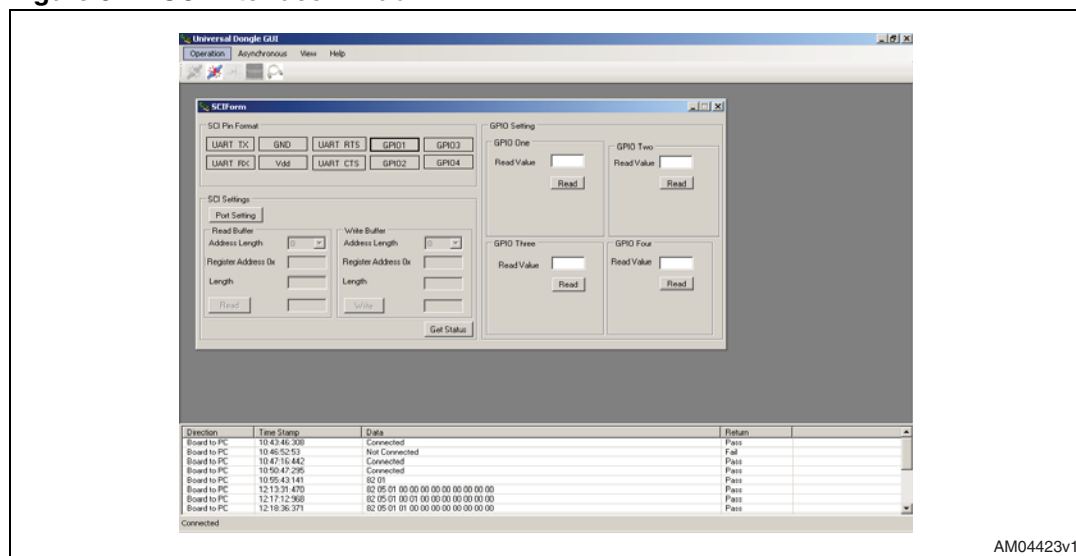 Universal Dongle GUI
Operation Asynchronous View Help
SCIForm
SCI Pin Format
UART TX GND UART RTS GPIO1 GPIO3
UART RX Vdd UART CTS GPIO2 GPIO4
SCI Settings
Port Setting
Read Buffer
Address Length 0
Register Address 0x
Length
Read
Write Buffer
Address Length 0
Register Address 0x
Length
Write
Get Status
GPIO Setting
GPIO One
Read Value
Read
GPIO Two
Read Value
Read
GPIO Three
Read Value
Read
GPIO Four
Read Value
Read
Direction Time Stamp Data Return
Board to PC 10:43:46:308 Connected Pass
Board to PC 10:46:52:53 Not Connected Fail
Board to PC 10:47:16:442 Connected Pass
Board to PC 10:50:47:295 Connected Pass
Board to PC 10:55:43:141 82 01 Pass
Board to PC 12:13:31:470 82 05 01 00 00 00 00 00 00 00 00 00 Pass
Board to PC 12:17:12:968 82 05 01 00 01 00 00 00 00 00 00 00 Pass
Board to PC 12:18:36:371 82 05 01 01 00 00 00 00 00 00 00 00 Pass
Connected
AM04423v1